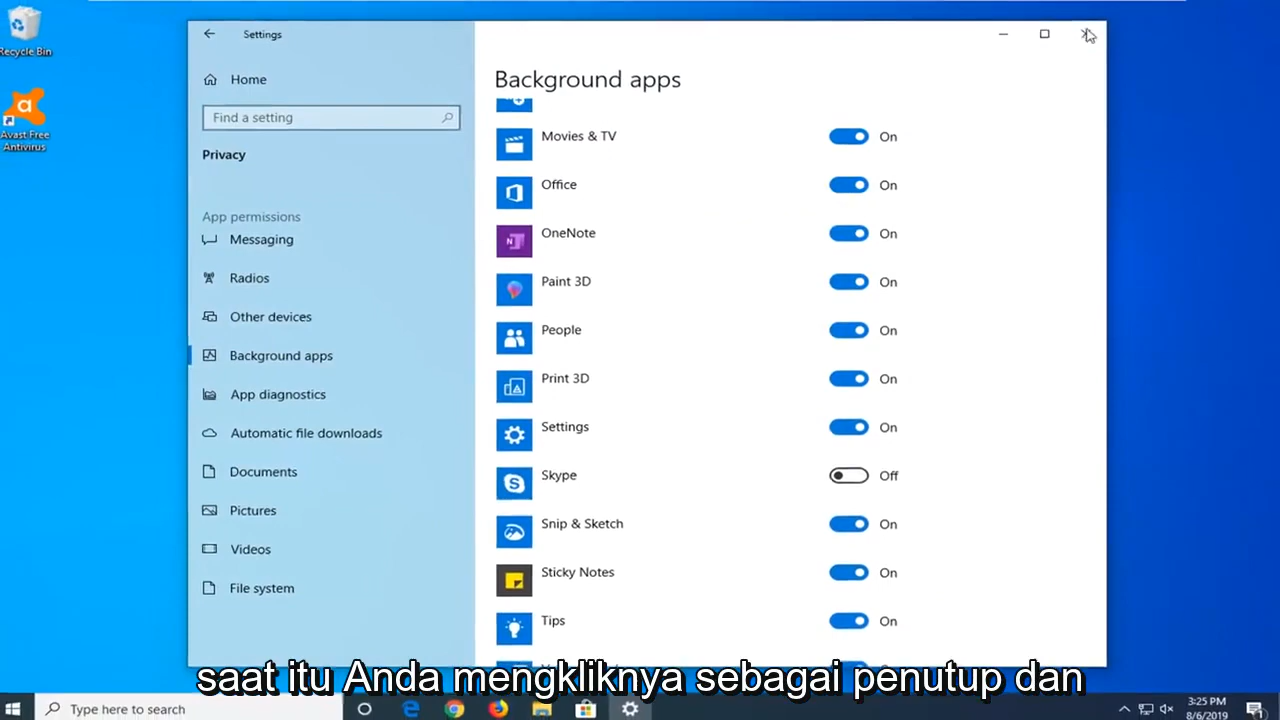 Recycle Bin
Avast Free
Antivirus
Settings
Home
Find a setting
Privacy
App permissions
Messaging
Radios
Other devices
Background apps
App diagnostics
Automatic file downloads
Documents
Pictures
Videos
File system
Background apps
Movies & TV On
Office On
OneNote On
Paint 3D On
People On
Print 3D On
Settings On
Skype Off
Snip & Sketch On
Sticky Notes On
Tips On
saat itu Anda mengkliknya sebagai penutup dan
Type here to search
3:25 PM
8/6/2019